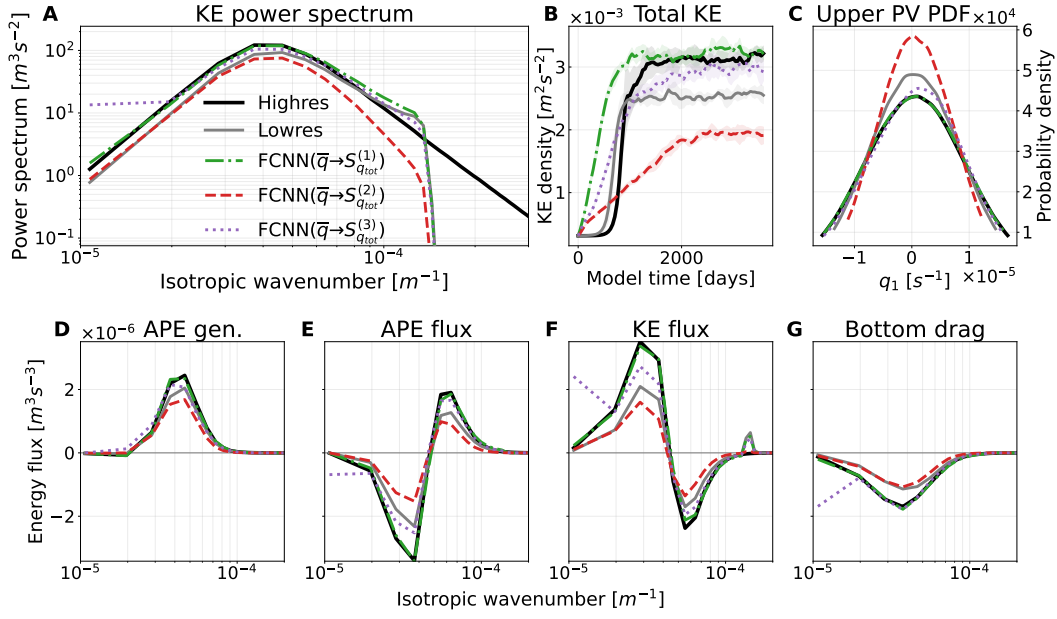 A KE power spectrum
Power spectrum [m³s⁻²]
10²
10¹
10⁰
10⁻¹
10⁻⁵
10⁻⁴
Isotropic wavenumber [m⁻¹]
Highres
Lowres
FCNN(q̅→S_{q_tot}^{(1)})
FCNN(q̅→S_{q_tot}^{(2)})
FCNN(q̅→S_{q_tot}^{(3)})
B ×10⁻³ Total KE
KE density [m²s⁻²]
3
2
1
0 2000
Model time [days]
C Upper PV PDF ×10⁴
6
5
4
3
2
1
Probability density
−1 0 1
q₁ [s⁻¹] ×10⁻⁵
D ×10⁻⁶ APE gen.
Energy flux [m³s⁻³]
2
0
−2
10⁻⁵ 10⁻⁴
E APE flux
10⁻⁵ 10⁻⁴
F KE flux
10⁻⁵ 10⁻⁴
G Bottom drag
10⁻⁵ 10⁻⁴
Isotropic wavenumber [m⁻¹]